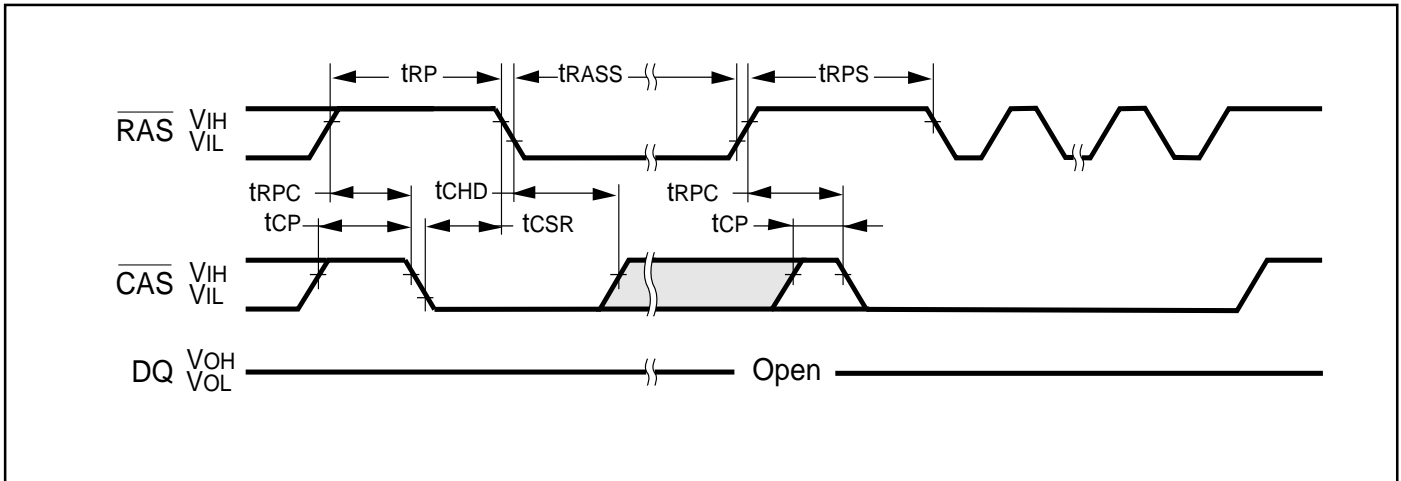 tRP tRASS tRPS
RAS VIH
VIL
tRPC tCHD tRPC
tCP tCSR tCP
CAS VIH
VIL
DQ VOH
VOL
Open